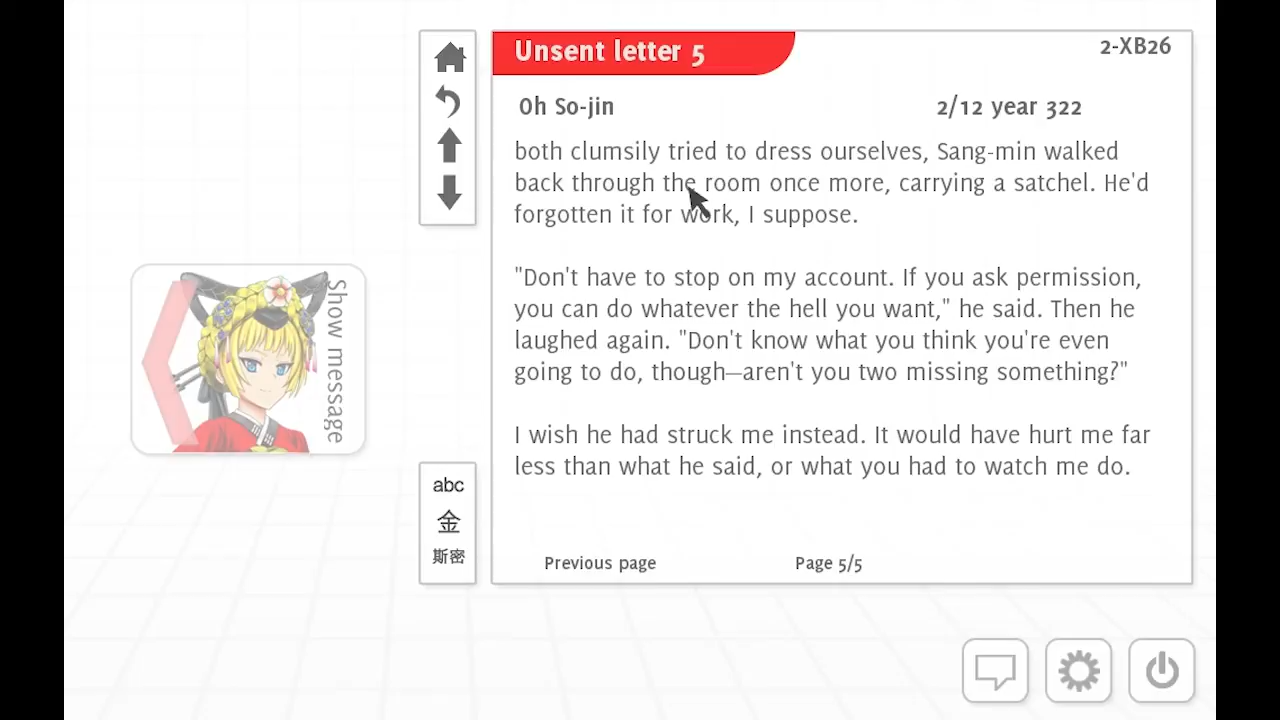 Unsent letter 5
2-XB26
Oh So-jin
2/12 year 322
both clumsily tried to dress ourselves, Sang-min walked
back through the room once more, carrying a satchel. He'd
forgotten it for work, I suppose.
"Don't have to stop on my account. If you ask permission,
you can do whatever the hell you want," he said. Then he
laughed again. "Don't know what you think you're even
going to do, though—aren't you two missing something?"
I wish he had struck me instead. It would have hurt me far
less than what he said, or what you had to watch me do.
Previous page
Page 5/5
Show message
abc
金
斯密